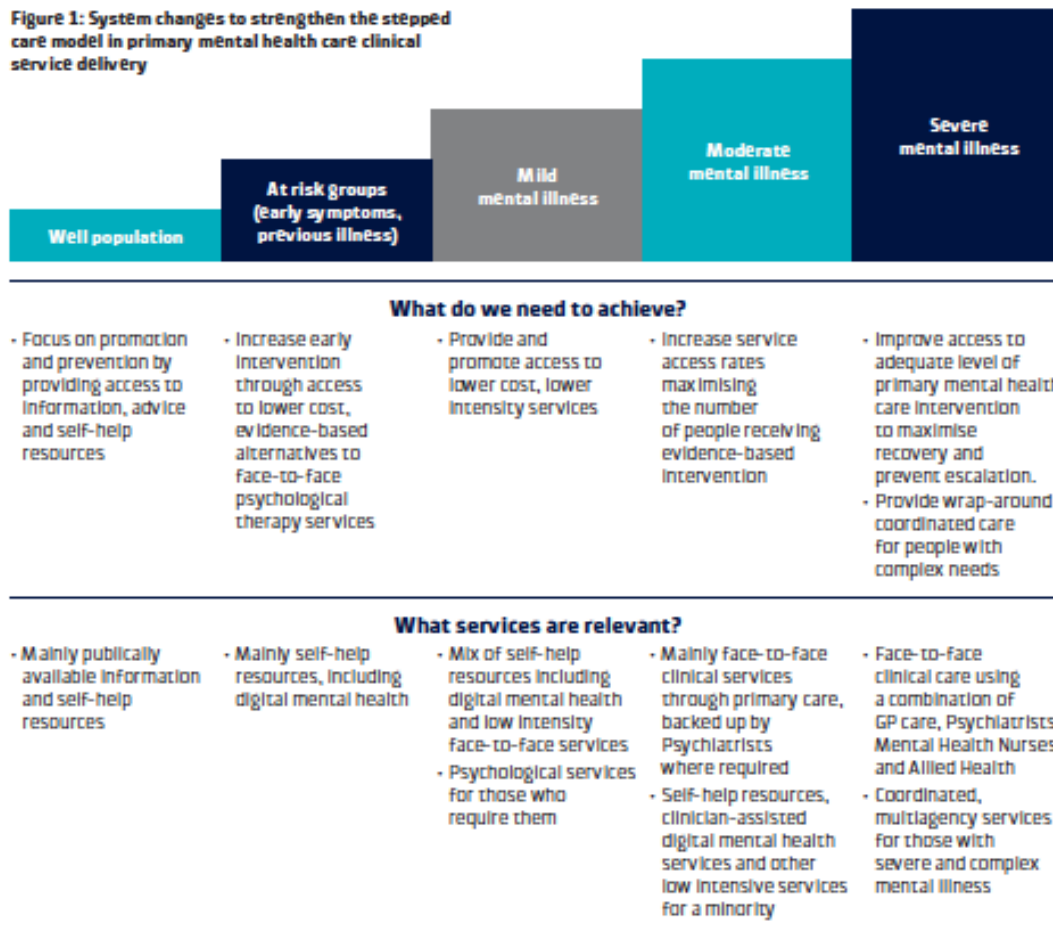 Figure 1: System changes to strengthen the stepped
care model in primary mental health care clinical
service delivery
Well population
At risk groups
(early symptoms,
previous illness)
Mild
mental illness
Moderate
mental illness
Severe
mental illness
What do we need to achieve?
- Focus on promotion
and prevention by
providing access to
information, advice
and self-help
resources
- Increase early
intervention
through access
to lower cost,
evidence-based
alternatives to
face-to-face
psychological
therapy services
- Provide and
promote access to
lower cost, lower
intensity services
- Increase service
access rates
maximising
the number
of people receiving
evidence-based
intervention
- Improve access to
adequate level of
primary mental health
care intervention
to maximise
recovery and
prevent escalation.
- Provide wrap-around
coordinated care
for people with
complex needs
What services are relevant?
- Mainly publically
available information
and self-help
resources
- Mainly self-help
resources, including
digital mental health
- Mix of self-help
resources including
digital mental health
and low intensity
face-to-face services
- Psychological services
for those who
require them
- Mainly face-to-face
clinical services
through primary care,
backed up by
Psychiatrists
where required
- Self-help resources,
clinician-assisted
digital mental health
services and other
low intensive services
for a minority
- Face-to-face
clinical care using
a combination of
GP care, Psychiatrists
Mental Health Nurses
and Allied Health
- Coordinated,
multiagency services
for those with
severe and complex
mental illness